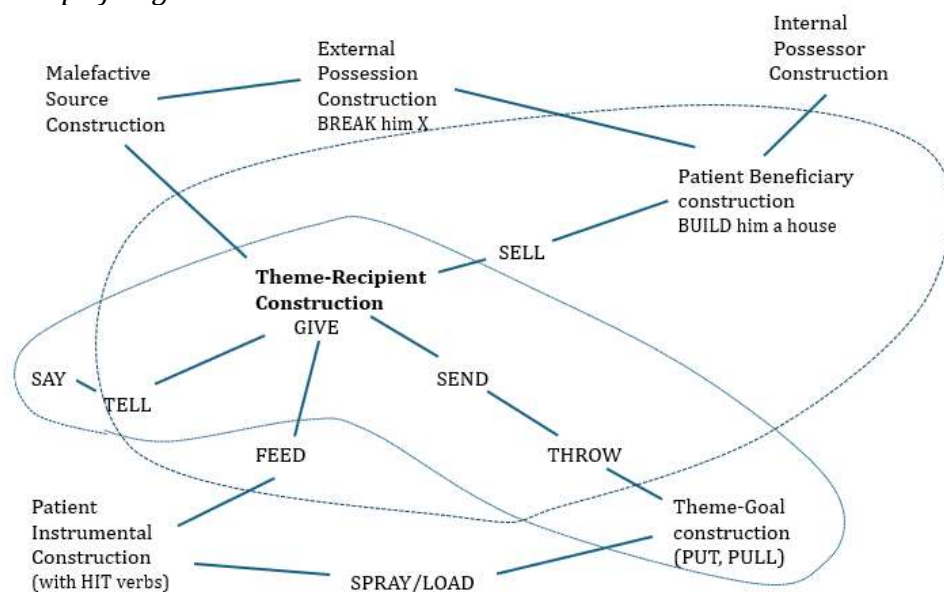 Internal
Possessor
Construction
External
Possession
Construction
BREAK him X
Malefactive
Source
Construction
Patient Beneficiary
construction
BUILD him a house
SELL
Theme-Recipient
Construction
GIVE
SAY
TELL
SEND
FEED
THROW
Patient
Instrumental
Construction
(with HIT verbs)
Theme-Goal
construction
(PUT, PULL)
SPRAY/LOAD